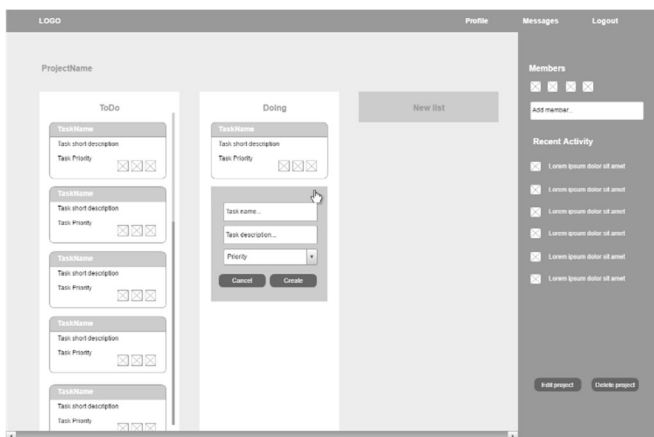 LOGO
Profile
Messages
Logout
ProjectName
ToDo
TaskName
Task short description
Task Priority
TaskName
Task short description
Task Priority
TaskName
Task short description
Task Priority
TaskName
Task short description
Task Priority
TaskName
Task short description
Task Priority
Doing
TaskName
Task short description
Task Priority
Task name...
Task description...
Priority
Cancel
Create
New list
Members
Add member...
Recent Activity
Lorem ipsum dolor sit amet
Lorem ipsum dolor sit amet
Lorem ipsum dolor sit amet
Lorem ipsum dolor sit amet
Lorem ipsum dolor sit amet
Lorem ipsum dolor sit amet
Edit project
Delete project